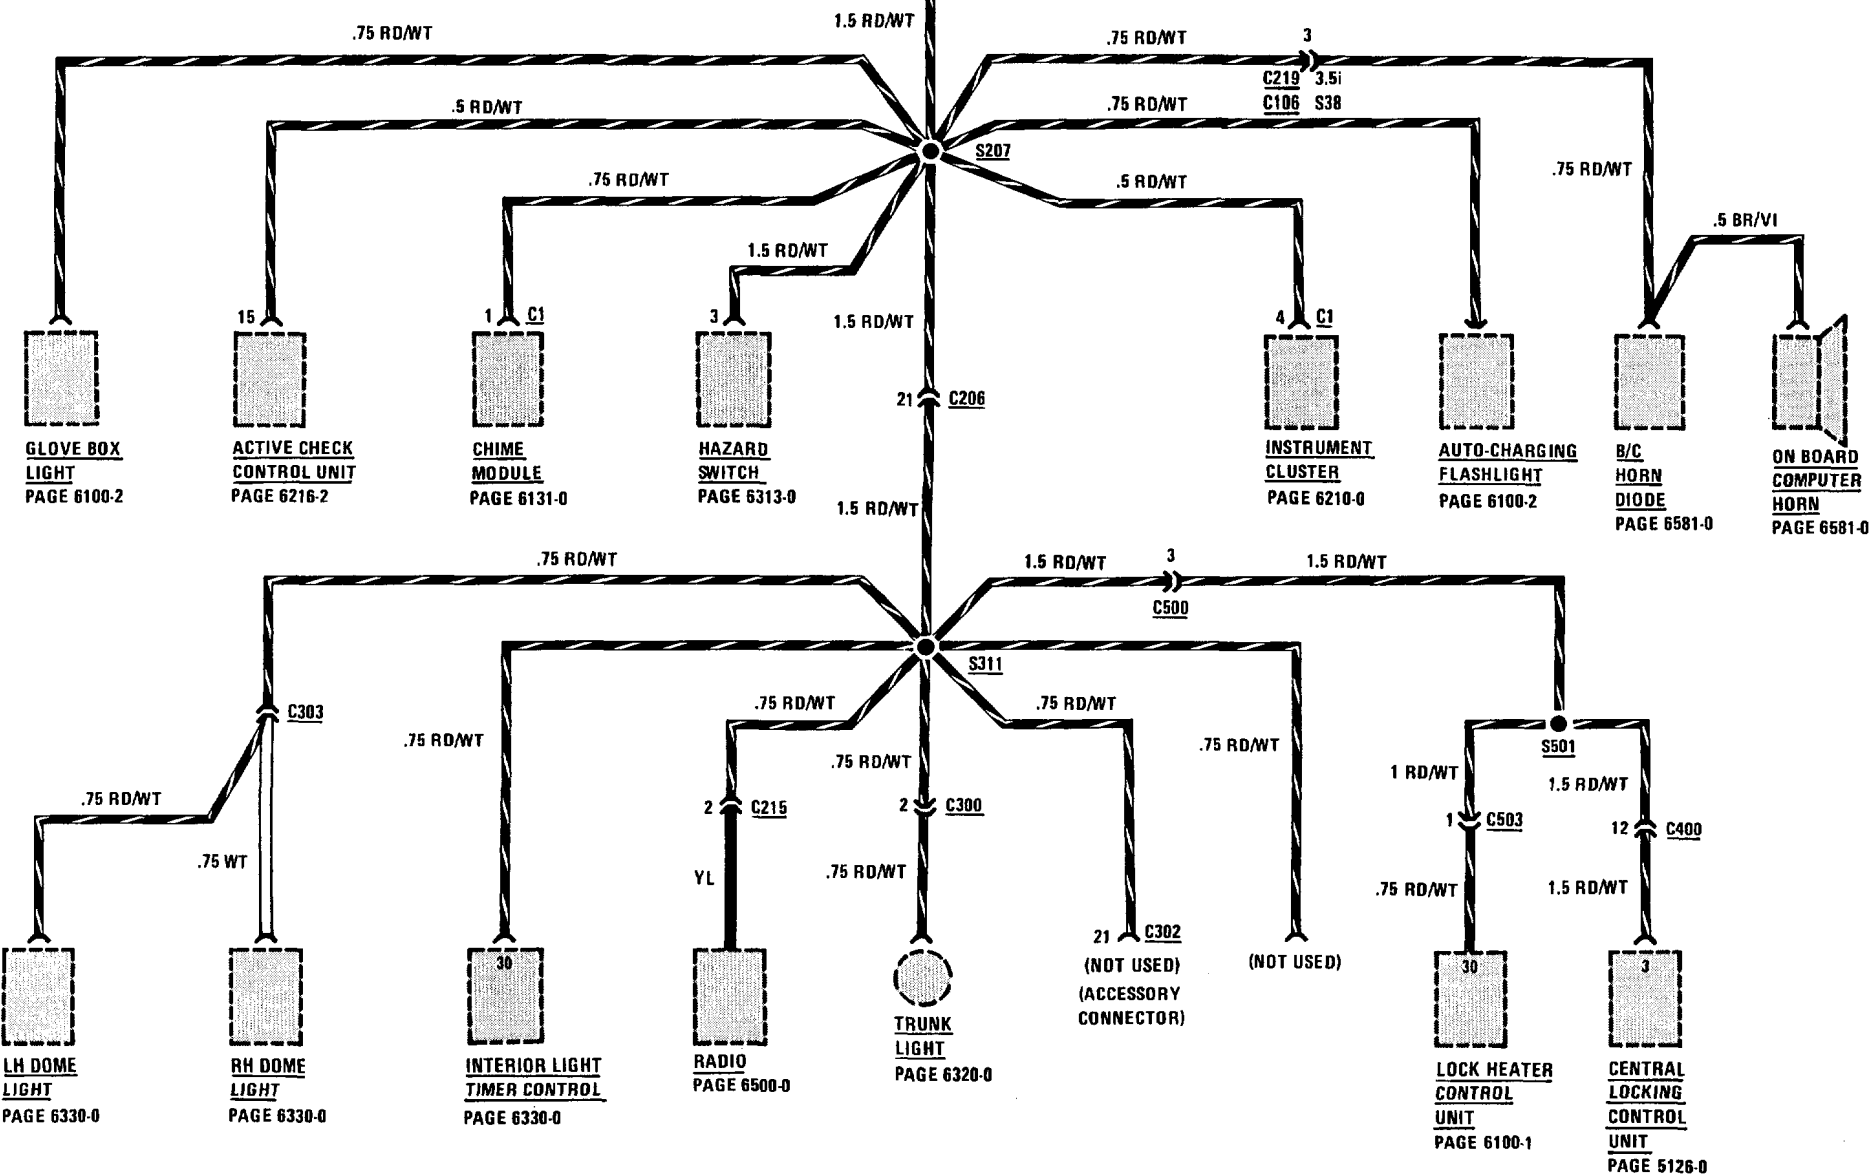 1.5 RD/WT
.75 RD/WT
.75 RD/WT
3
C219 3.5i
C106 S38
.5 RD/WT
.75 RD/WT
S207
.75 RD/WT
.5 RD/WT
.75 RD/WT
1.5 RD/WT
.5 BR/VI
15
1 C1
3
1.5 RD/WT
4 C1
21 C206
GLOVE BOX
LIGHT
PAGE 6100-2
ACTIVE CHECK
CONTROL UNIT
PAGE 6216-2
CHIME
MODULE
PAGE 6131-0
HAZARD
SWITCH
PAGE 6313-0
INSTRUMENT
CLUSTER
PAGE 6210-0
AUTO-CHARGING
FLASHLIGHT
PAGE 6100-2
B/C
HORN
DIODE
PAGE 6581-0
ON BOARD
COMPUTER
HORN
PAGE 6581-0
1.5 RD/WT
.75 RD/WT
1.5 RD/WT
3
C500
1.5 RD/WT
S311
C303
.75 RD/WT
.75 RD/WT
.75 RD/WT
.75 RD/WT
.75 RD/WT
S501
1 RD/WT
1.5 RD/WT
.75 RD/WT
2 C215
2 C300
1 C503
12 C400
.75 WT
YL
.75 RD/WT
.75 RD/WT
1.5 RD/WT
21 C302
(NOT USED)
(ACCESSORY
CONNECTOR)
(NOT USED)
30
30
3
LH DOME
LIGHT
PAGE 6330-0
RH DOME
LIGHT
PAGE 6330-0
INTERIOR LIGHT
TIMER CONTROL
PAGE 6330-0
RADIO
PAGE 6500-0
TRUNK
LIGHT
PAGE 6320-0
LOCK HEATER
CONTROL
UNIT
PAGE 6100-1
CENTRAL
LOCKING
CONTROL
UNIT
PAGE 5126-0